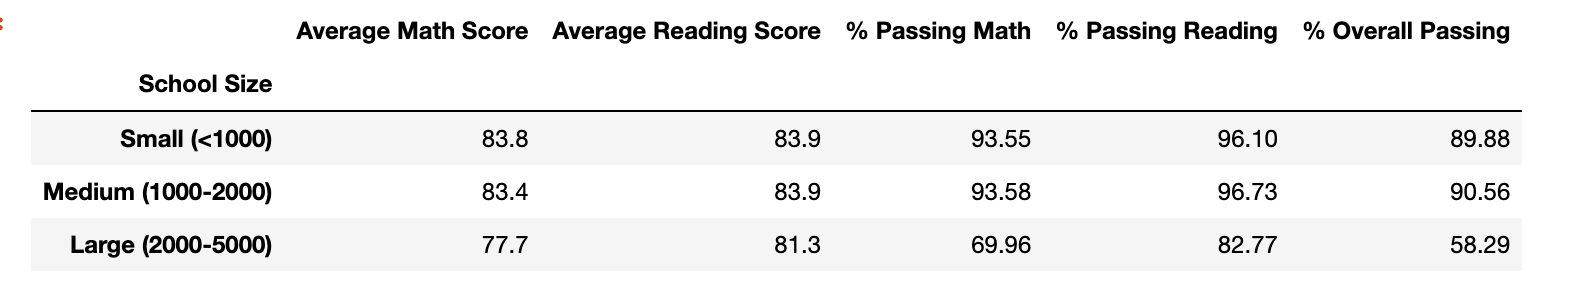 Average Math Score Average Reading Score % Passing Math % Passing Reading % Overall Passing
School Size
Small (<1000) 83.8 83.9 93.55 96.10 89.88
Medium (1000-2000) 83.4 83.9 93.58 96.73 90.56
Large (2000-5000) 77.7 81.3 69.96 82.77 58.29